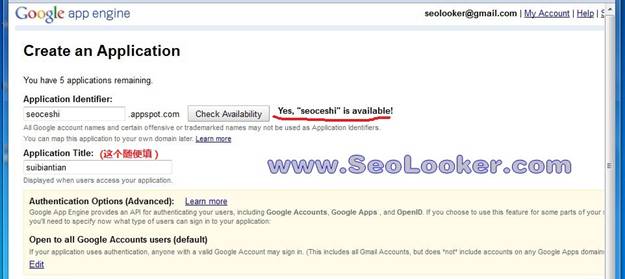 Google app engine
seolooker@gmail.com | My Account | Help |
Create an Application
You have 5 applications remaining.
Application Identifier:
seoceshi .appspot.com Check Availability Yes, "seoceshi" is available!
All Google account names and certain offensive or trademarked names may not be used as Application Identifiers.
You can map this application to your own domain later. Learn more
Application Title: (这个随便填)
suibiantian
Displayed when users access your application.
www.SeoLooker.com
Authentication Options (Advanced): Learn more
Google App Engine provides an API for authenticating your users, including Google Accounts, Google Apps , and OpenID. If you choose to use this feature for some parts of your
you'll need to specify now what type of users can sign in to your application:
Open to all Google Accounts users (default)
If your application uses authentication, anyone with a valid Google Account may sign in. (This includes all Gmail Accounts, but does *not* include accounts on any Google Apps
Edit